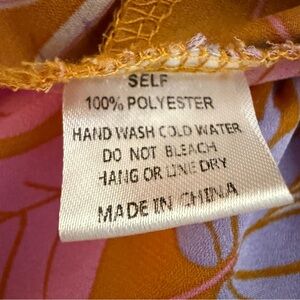 SELF
100% POLYESTER
HAND WASH COLD WATER
DO NOT BLEACH
HANG OR LINE DRY
MADE IN CHINA